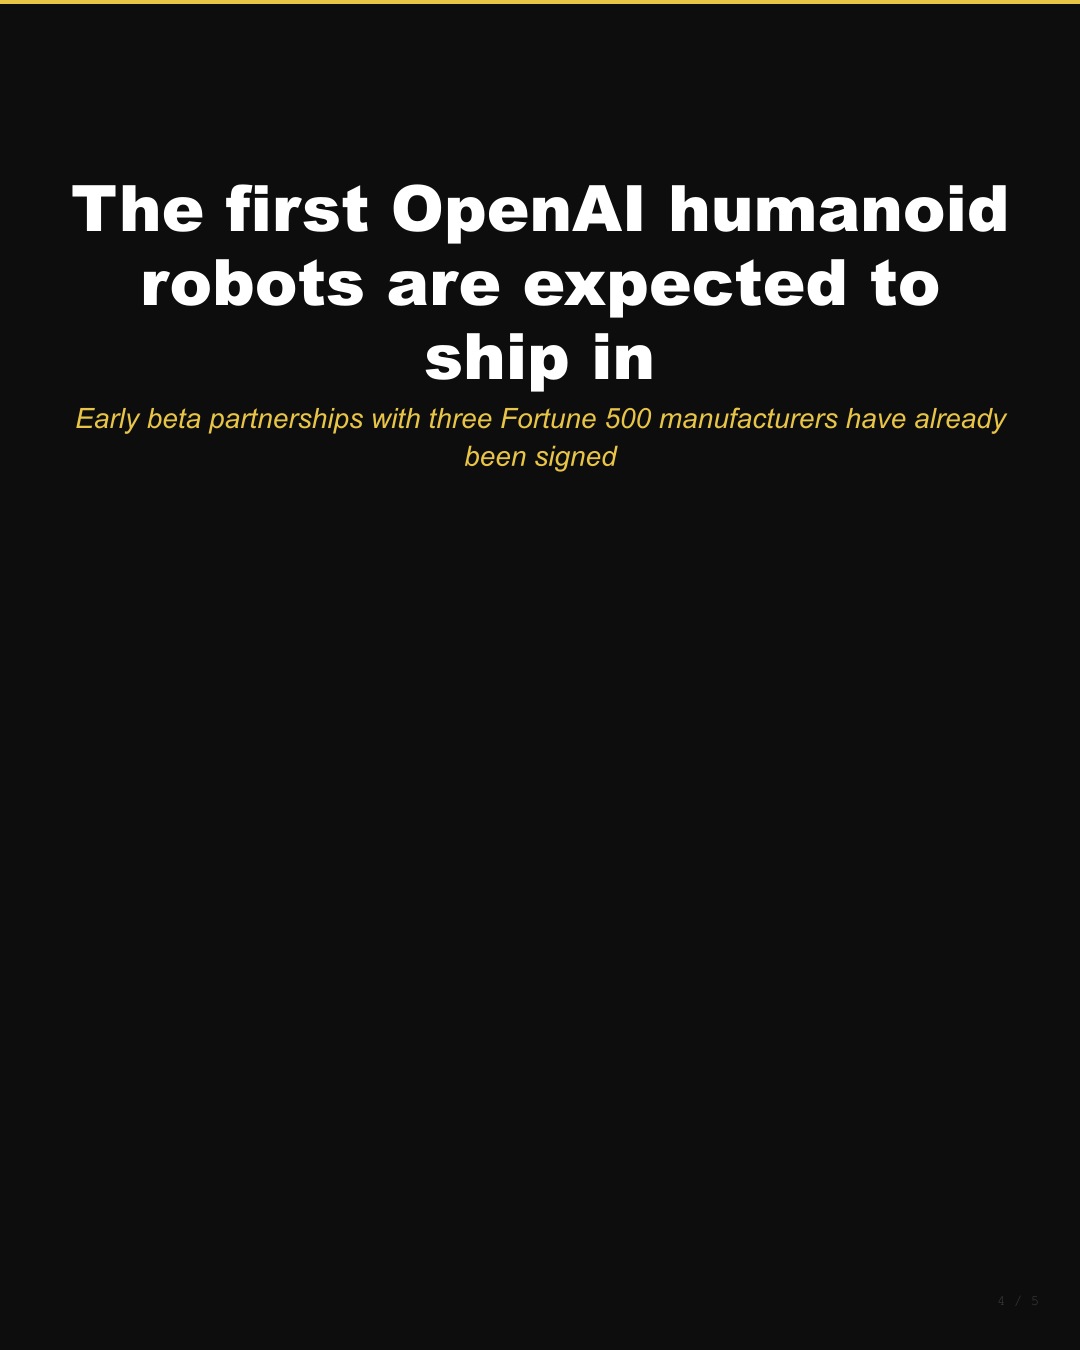 The first OpenAI humanoid
robots are expected to
ship in
Early beta partnerships with three Fortune 500 manufacturers have already
been signed
4 / 5